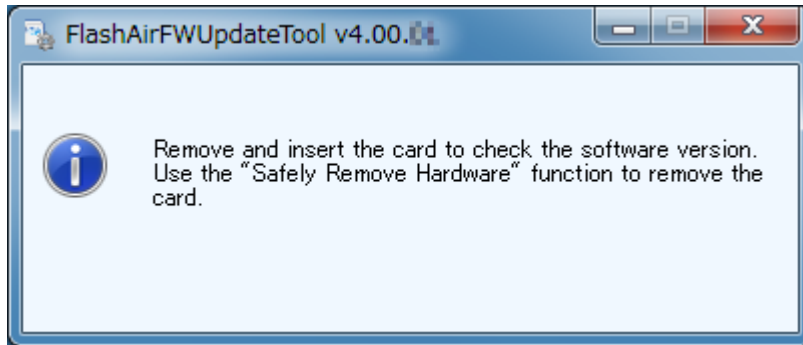 FlashAirFWUpdateTool v4.00.
Remove and insert the card to check the software version.
Use the "Safely Remove Hardware" function to remove the
card.